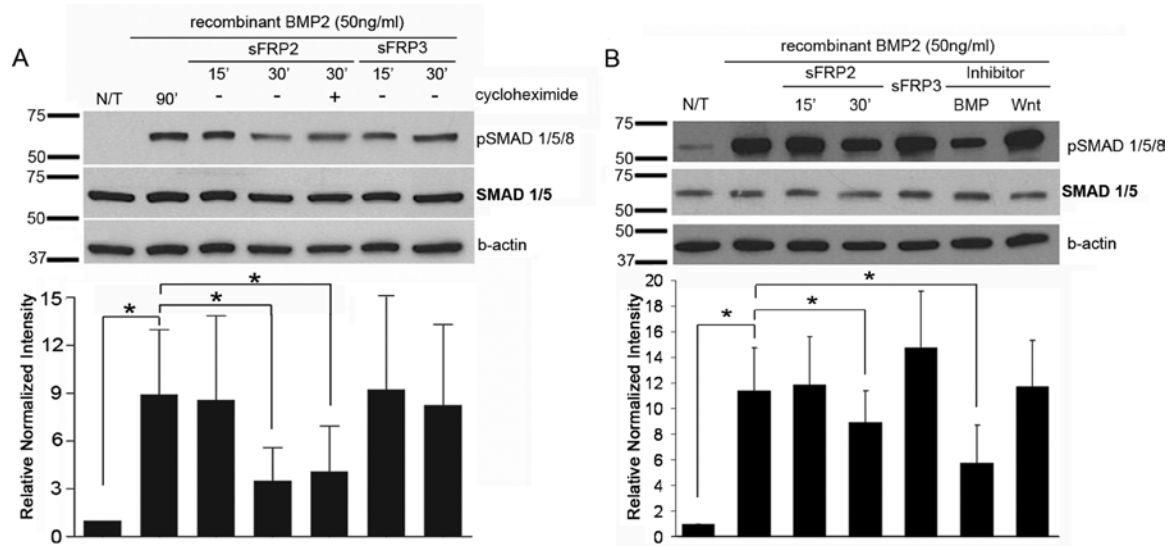 A
recombinant BMP2 (50ng/ml)
sFRP2 sFRP3
15' 30' 30' 15' 30'
N/T 90' - - + - - cycloheximide
75
50
pSMAD 1/5/8
75
50
SMAD 1/5
37
b-actin
Relative Normalized Intensity
15
12
9
6
3
0
* * *
B
recombinant BMP2 (50ng/ml)
sFRP2 sFRP3 Inhibitor
N/T 15' 30' BMP Wnt
75
50
pSMAD 1/5/8
75
50
SMAD 1/5
50
37
b-actin
Relative Normalized Intensity
20
18
16
14
12
10
8
6
4
2
0
* * *